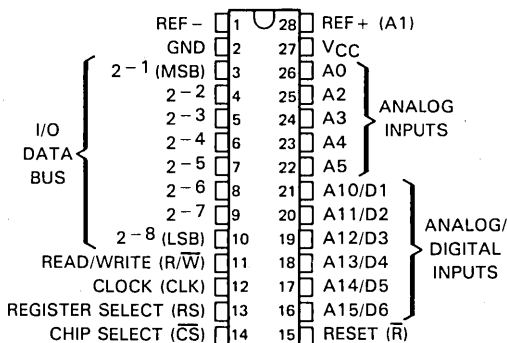 REF− 1 28 REF+ (A1)
GND 2 27 VCC
2−1 (MSB) 3 26 A0
2−2 4 25 A2
2−3 5 24 A3
2−4 6 23 A4
2−5 7 22 A5
2−6 8 21 A10/D1
2−7 9 20 A11/D2
2−8 (LSB) 10 19 A12/D3
READ/WRITE (R/W̅) 11 18 A13/D4
CLOCK (CLK) 12 17 A14/D5
REGISTER SELECT (RS) 13 16 A15/D6
CHIP SELECT (C̅S̅) 14 15 RESET (R̅)
I/O
DATA
BUS
ANALOG
INPUTS
ANALOG/
DIGITAL
INPUTS